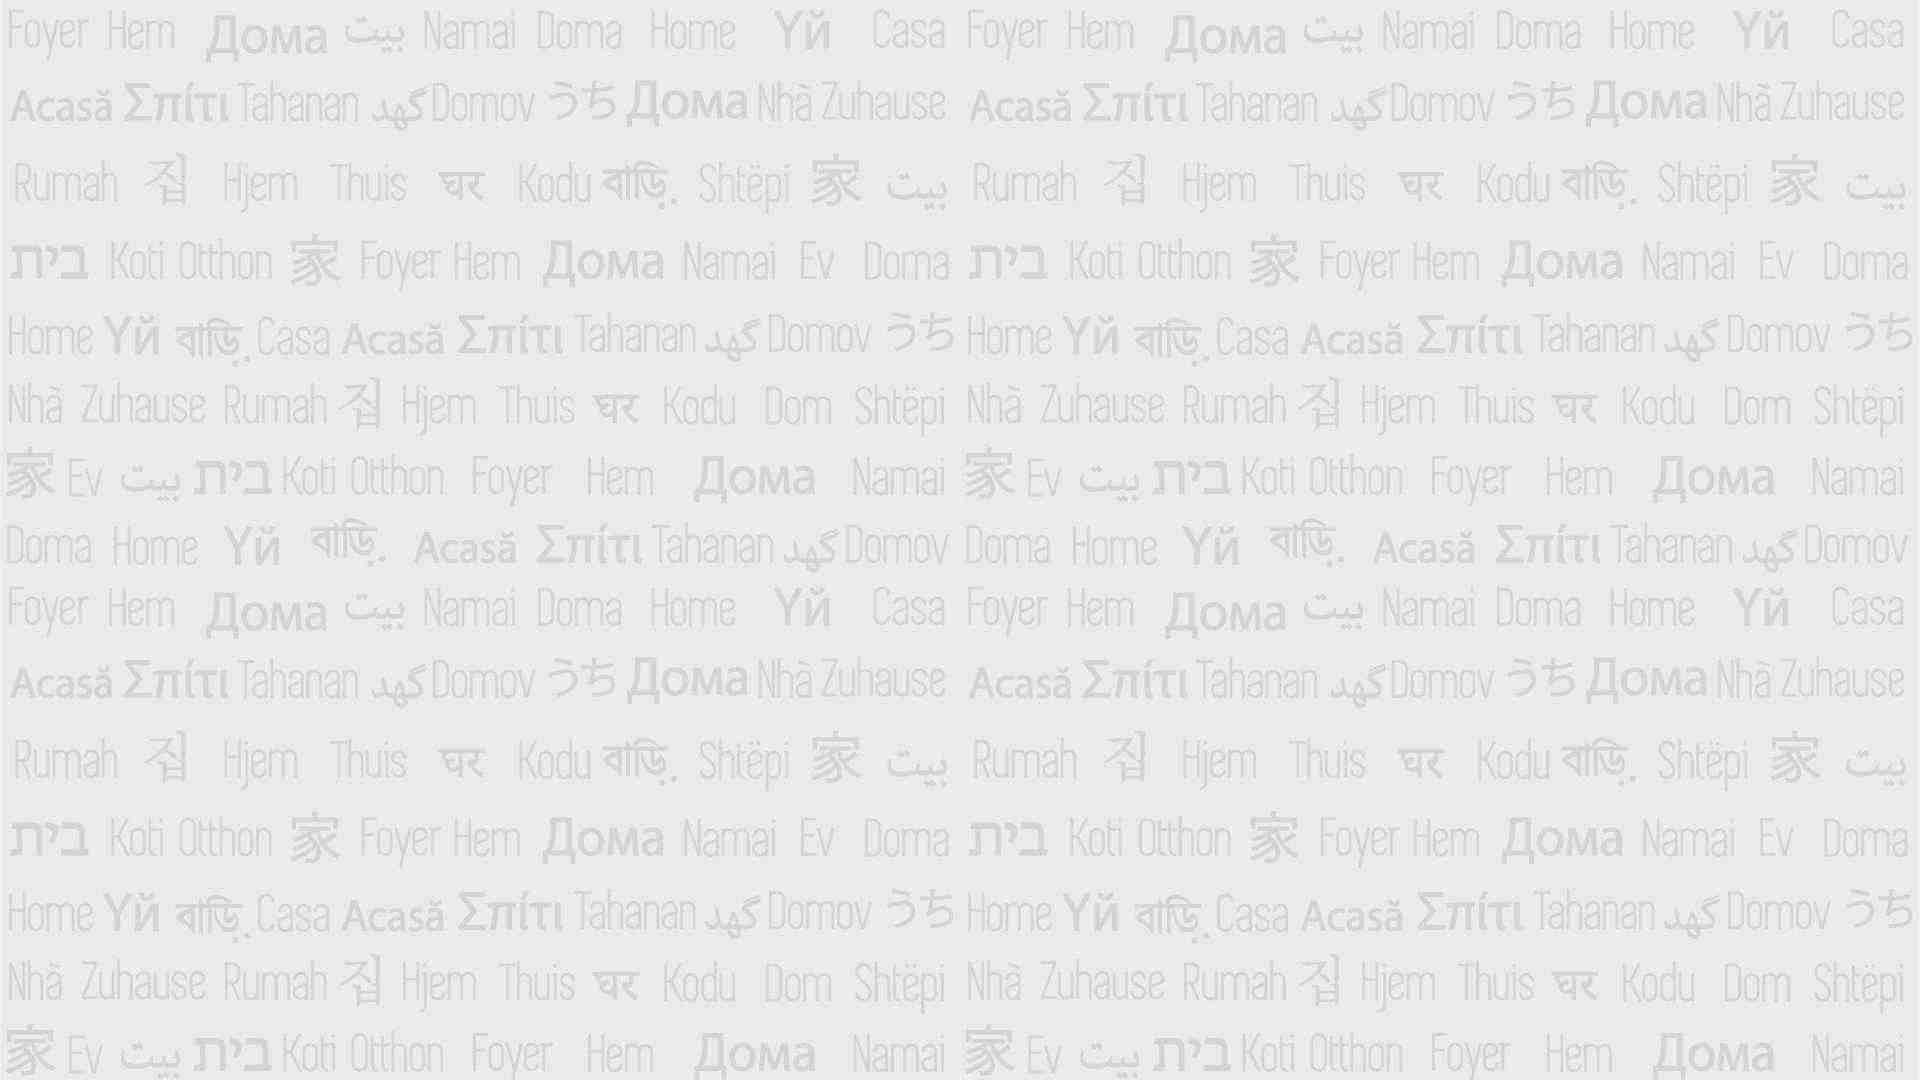 Foyer Hem Дома بيت Namai Doma Home Үй Casa Foyer Hem Дома بيت Namai Doma Home Үй Casa
Acasă Σπίτι Tahanan گهد Domov うち Дома Nhà Zuhause Acasă Σπίτι Tahanan گهد Domov うち Дома Nhà Zuhause
Rumah 집 Hjem Thuis घर Kodu বাড়ি. Shtëpi 家 بيت Rumah 집 Hjem Thuis घर Kodu বাড়ি. Shtëpi 家 بيت
בית Koti Otthon 家 Foyer Hem Дома Namai Ev Doma בית Koti Otthon 家 Foyer Hem Дома Namai Ev Doma
Home Үй বাড়ি. Casa Acasă Σπίτι Tahanan گهد Domov うち Home Үй বাড়ি. Casa Acasă Σπίτι Tahanan گهد Domov うち
Nhà Zuhause Rumah 집 Hjem Thuis घर Kodu Dom Shtëpi Nhà Zuhause Rumah 집 Hjem Thuis घर Kodu Dom Shtëpi
家 Ev بيت בית Koti Otthon Foyer Hem Дома Namai 家 Ev بيت בית Koti Otthon Foyer Hem Дома Namai
Doma Home Үй বাড়ি. Acasă Σπίτι Tahanan گهد Domov Doma Home Үй বাড়ি. Acasă Σπίτι Tahanan گهد Domov
Foyer Hem Дома بيت Namai Doma Home Үй Casa Foyer Hem Дома بيت Namai Doma Home Үй Casa
Acasă Σπίτι Tahanan گهد Domov うち Дома Nhà Zuhause Acasă Σπίτι Tahanan گهد Domov うち Дома Nhà Zuhause
Rumah 집 Hjem Thuis घर Kodu বাড়ি. Shtëpi 家 بيت Rumah 집 Hjem Thuis घर Kodu বাড়ি. Shtëpi 家 بيت
בית Koti Otthon 家 Foyer Hem Дома Namai Ev Doma בית Koti Otthon 家 Foyer Hem Дома Namai Ev Doma
Home Үй বাড়ি. Casa Acasă Σπίτι Tahanan گهد Domov うち Home Үй বাড়ি. Casa Acasă Σπίτι Tahanan گهد Domov うち
Nhà Zuhause Rumah 집 Hjem Thuis घर Kodu Dom Shtëpi Nhà Zuhause Rumah 집 Hjem Thuis घर Kodu Dom Shtëpi
家 Ev بيت בית Koti Otthon Foyer Hem Дома Namai 家 Ev بيت בית Koti Otthon Foyer Hem Дома Namai